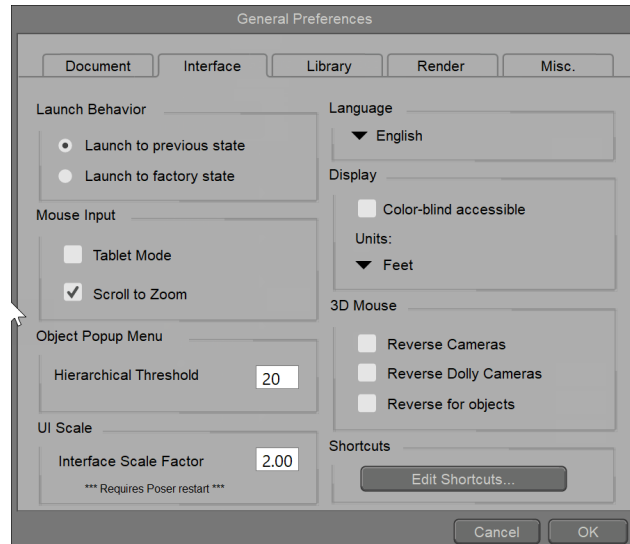 General Preferences
Document
Interface
Library
Render
Misc.
Launch Behavior
Launch to previous state
Launch to factory state
Mouse Input
Tablet Mode
Scroll to Zoom
Object Popup Menu
Hierarchical Threshold 20
UI Scale
Interface Scale Factor 2.00
*** Requires Poser restart ***
Language
English
Display
Color-blind accessible
Units:
Feet
3D Mouse
Reverse Cameras
Reverse Dolly Cameras
Reverse for objects
Shortcuts
Edit Shortcuts...
Cancel
OK